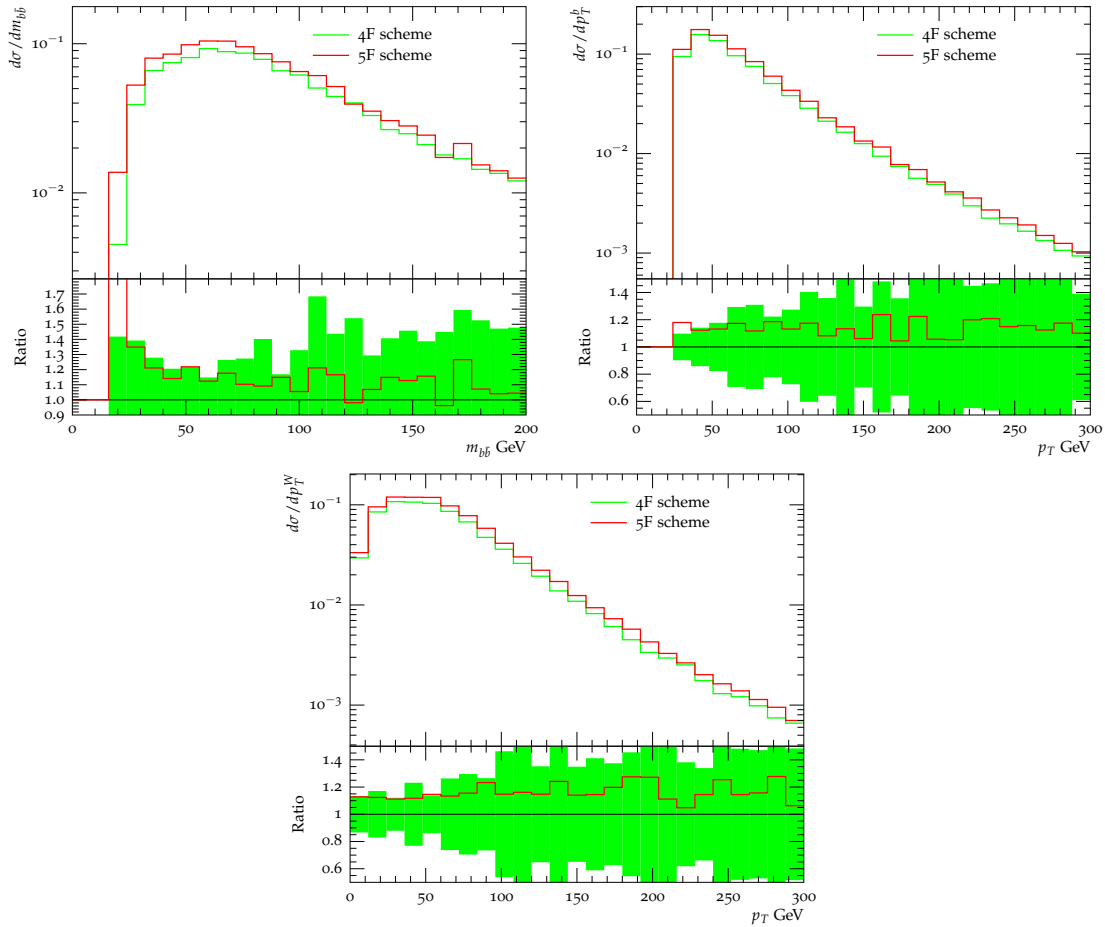 dσ/dm_{bb̄}
10^{-1}
10^{-2}
4F scheme
5F scheme
Ratio
1.7
1.6
1.5
1.4
1.3
1.2
1.1
1.0
0.9
0 50 100 150 200
m_{bb̄} GeV
dσ/dp_T^b
10^{-1}
10^{-2}
10^{-3}
4F scheme
5F scheme
Ratio
1.4
1.2
1
0.8
0.6
0 50 100 150 200 250 300
p_T GeV
dσ/dp_T^W
10^{-1}
10^{-2}
10^{-3}
4F scheme
5F scheme
Ratio
1.4
1.2
1
0.8
0.6
0 50 100 150 200 250 300
p_T GeV